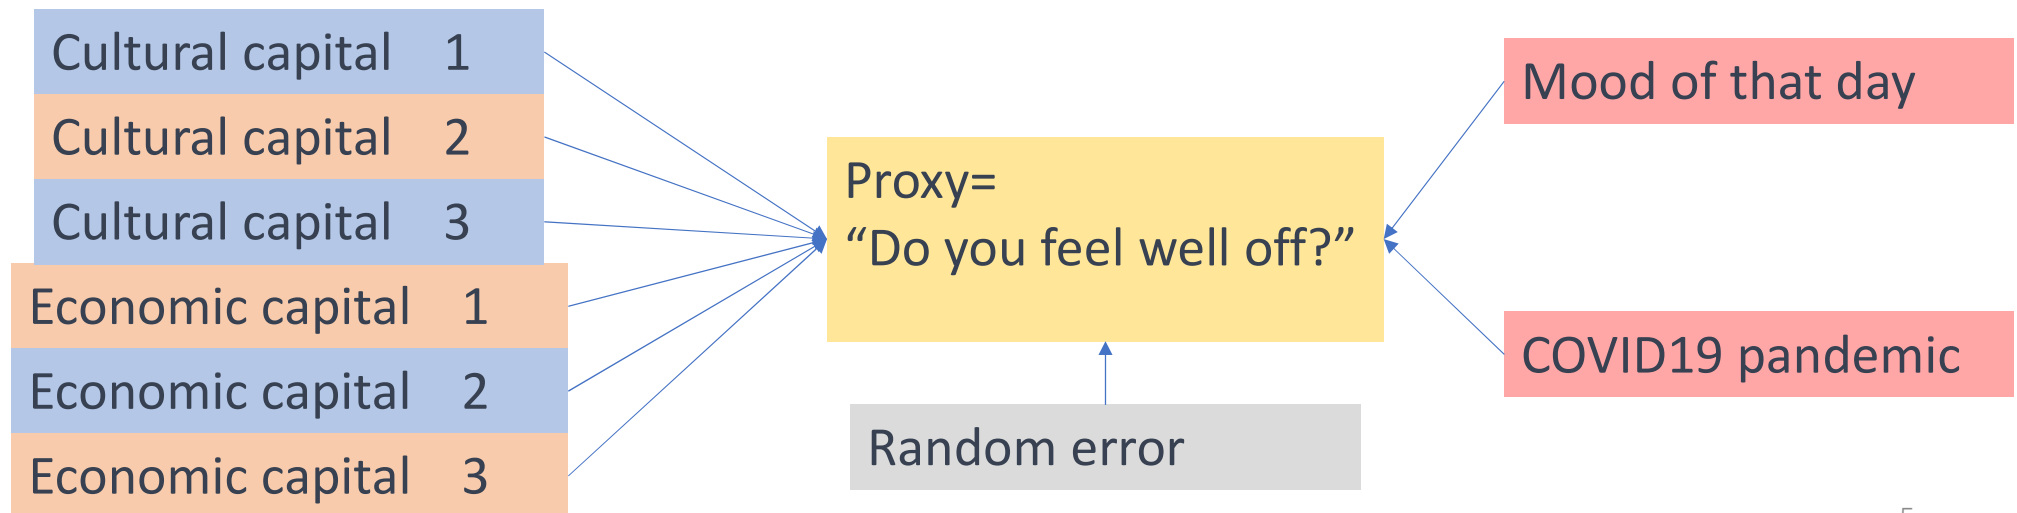 Cultural capital 1
Cultural capital 2
Cultural capital 3
Economic capital 1
Economic capital 2
Economic capital 3
Proxy=
“Do you feel well off?”
Random error
Mood of that day
COVID19 pandemic